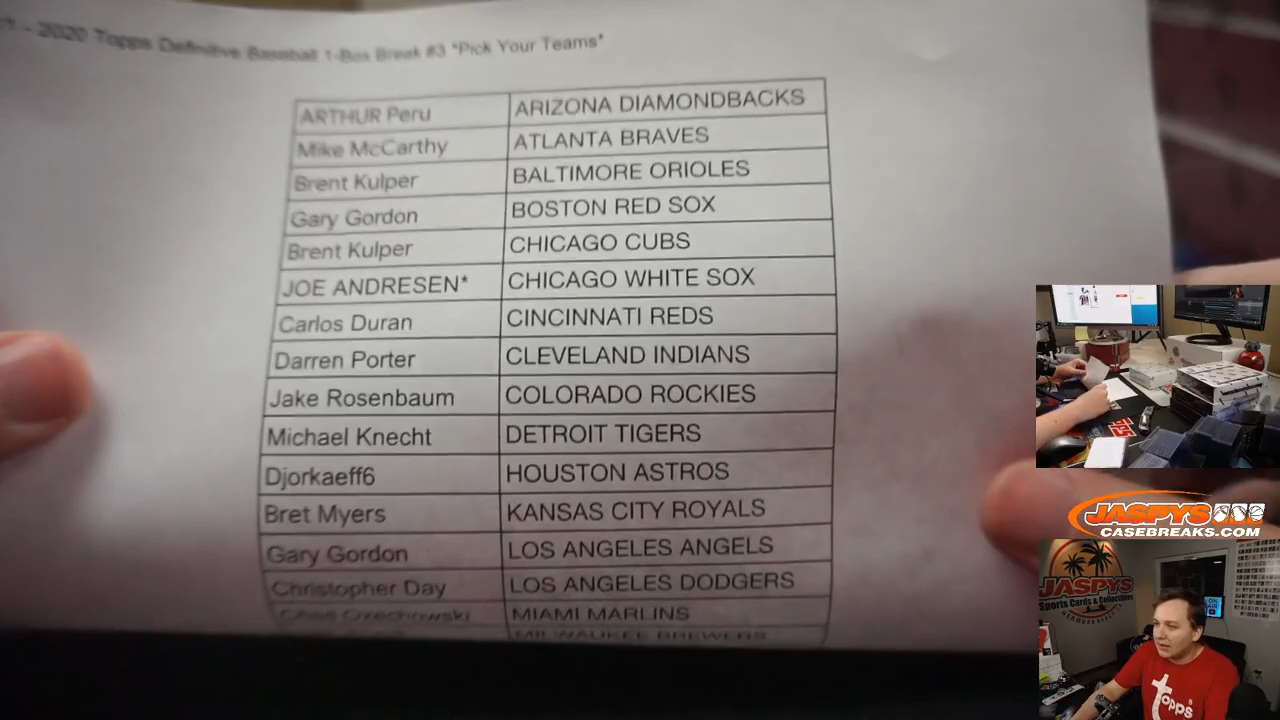 - 2020 Topps Definitive Baseball 1-Box Break #3 *Pick Your Teams*
ARTHUR Peru ARIZONA DIAMONDBACKS
Mike McCarthy ATLANTA BRAVES
Brent Kulper BALTIMORE ORIOLES
Gary Gordon BOSTON RED SOX
Brent Kulper CHICAGO CUBS
JOE ANDRESEN* CHICAGO WHITE SOX
Carlos Duran CINCINNATI REDS
Darren Porter CLEVELAND INDIANS
Jake Rosenbaum COLORADO ROCKIES
Michael Knecht DETROIT TIGERS
Djorkaeff6 HOUSTON ASTROS
Bret Myers KANSAS CITY ROYALS
Gary Gordon LOS ANGELES ANGELS
Christopher Day LOS ANGELES DODGERS
MIAMI MARLINS
MILWAUKEE BREWERS
JASPYS
CASEBREAKS.COM
JASPYS
Sports Cards & Collectibles
ON
AIR
Topps